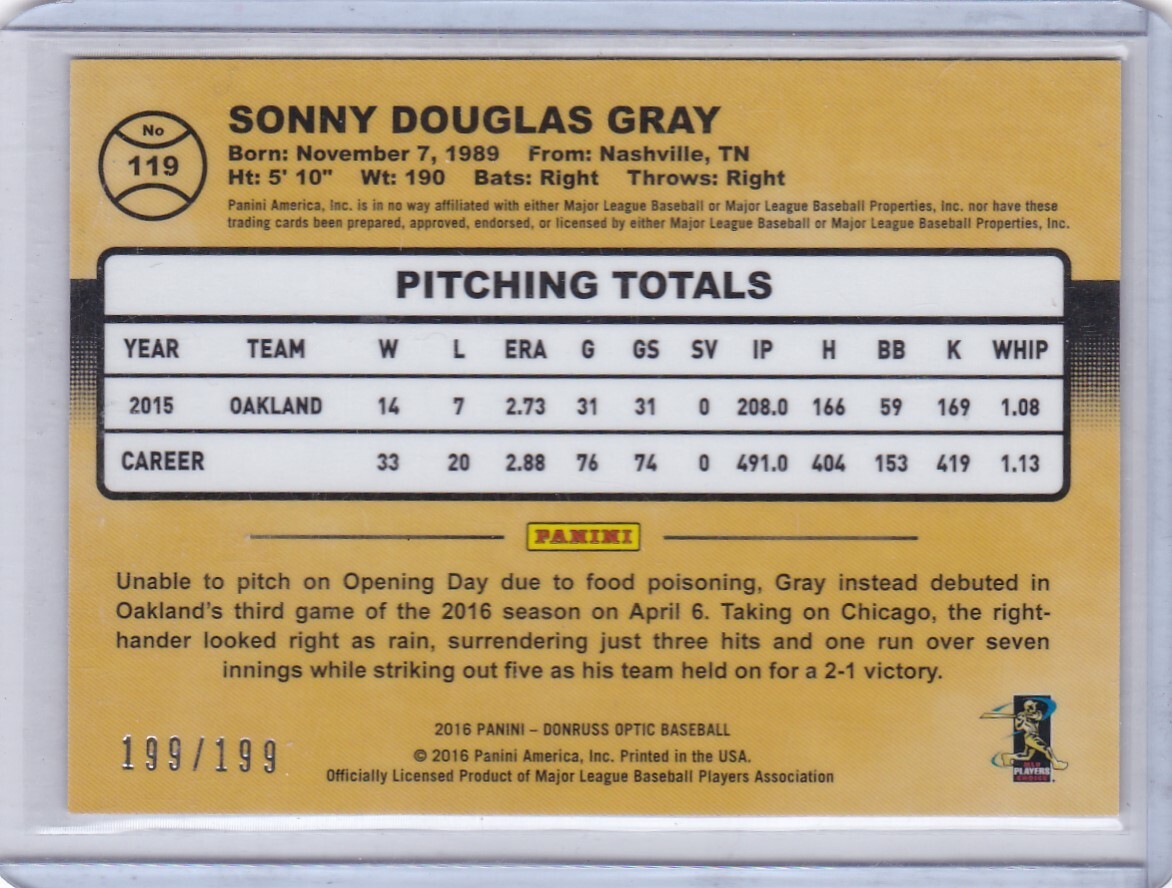 No
119
SONNY DOUGLAS GRAY
Born: November 7, 1989 From: Nashville, TN
Ht: 5' 10" Wt: 190 Bats: Right Throws: Right
Panini America, Inc. is in no way affiliated with either Major League Baseball or Major League Baseball Properties, Inc. nor have these
trading cards been prepared, approved, endorsed, or licensed by either Major League Baseball or Major League Baseball Properties, Inc.
PITCHING TOTALS
YEAR TEAM W L ERA G GS SV IP H BB K WHIP
2015 OAKLAND 14 7 2.73 31 31 0 208.0 166 59 169 1.08
CAREER 33 20 2.88 76 74 0 491.0 404 153 419 1.13
PANINI
Unable to pitch on Opening Day due to food poisoning, Gray instead debuted in
Oakland's third game of the 2016 season on April 6. Taking on Chicago, the right-
hander looked right as rain, surrendering just three hits and one run over seven
innings while striking out five as his team held on for a 2-1 victory.
2016 PANINI – DONRUSS OPTIC BASEBALL
© 2016 Panini America, Inc. Printed in the USA.
Officially Licensed Product of Major League Baseball Players Association
199/199
MLB
PLAYERS
CHOICE